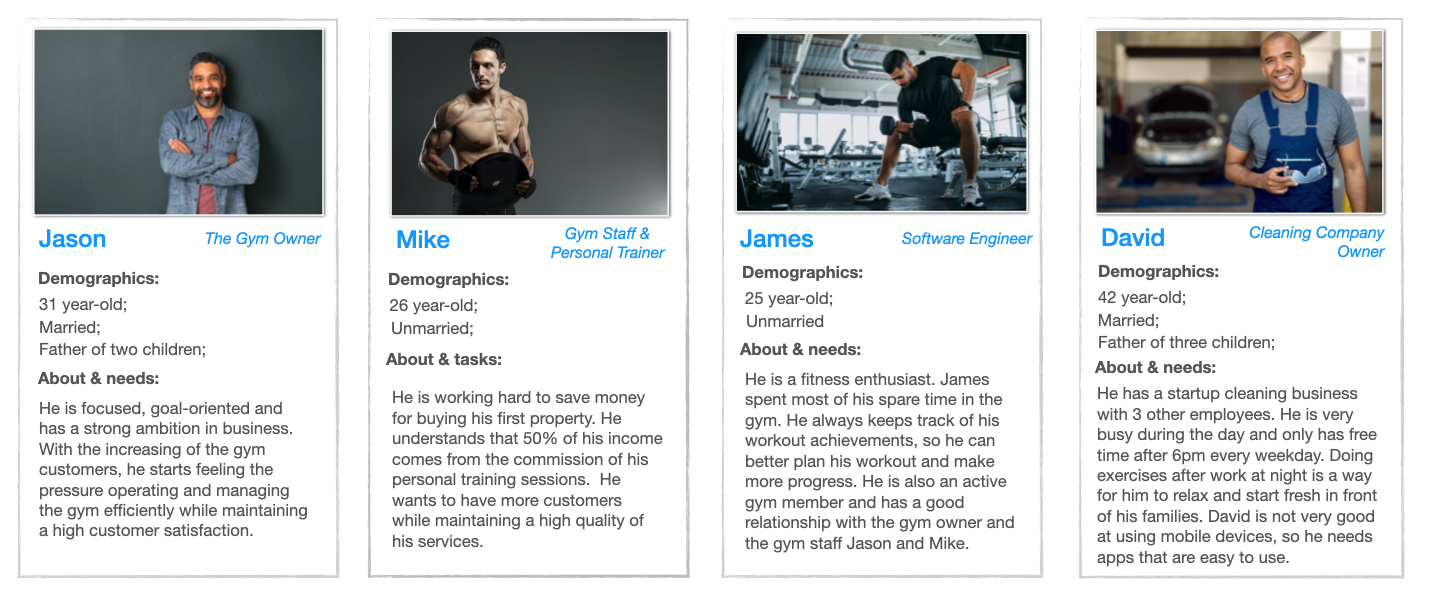 Jason
The Gym Owner
Demographics:
31 year-old;
Married;
Father of two children;
About & needs:
He is focused, goal-oriented and
has a strong ambition in business.
With the increasing of the gym
customers, he starts feeling the
pressure operating and managing
the gym efficiently while maintaining
a high customer satisfaction.
Mike
Gym Staff &
Personal Trainer
Demographics:
26 year-old;
Unmarried;
About & tasks:
He is working hard to save money
for buying his first property. He
understands that 50% of his income
comes from the commission of his
personal training sessions.  He
wants to have more customers
while maintaining a high quality of
his services.
James
Software Engineer
Demographics:
25 year-old;
Unmarried
About & needs:
He is a fitness enthusiast. James
spent most of his spare time in the
gym. He always keeps track of his
workout achievements, so he can
better plan his workout and make
more progress. He is also an active
gym member and has a good
relationship with the gym owner and
the gym staff Jason and Mike.
David
Cleaning Company
Owner
Demographics:
42 year-old;
Married;
Father of three children;
About & needs:
He has a startup cleaning business
with 3 other employees. He is very
busy during the day and only has free
time after 6pm every weekday. Doing
exercises after work at night is a way
for him to relax and start fresh in front
of his families. David is not very good
at using mobile devices, so he needs
apps that are easy to use.